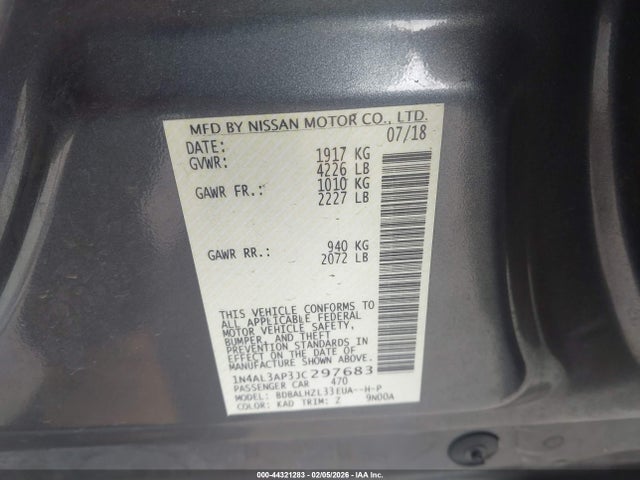 MFD BY NISSAN MOTOR CO., LTD.
DATE: 07/18
GVWR: 1917 KG
4226 LB
GAWR FR.: 1010 KG
2227 LB
GAWR RR.: 940 KG
2072 LB
THIS VEHICLE CONFORMS TO
ALL APPLICABLE FEDERAL
MOTOR VEHICLE SAFETY,
BUMPER, AND THEFT
PREVENTION STANDARDS IN
EFFECT ON THE DATE OF
MANUFACTURE SHOWN ABOVE.
1N4AL3AP3JC297683
PASSENGER CAR 470
MODEL: BDBALHZL33EUA--H-P
COLOR: KAD TRIM: Z 9N00A
000-44321283 - 02/05/2026 - IAA Inc.